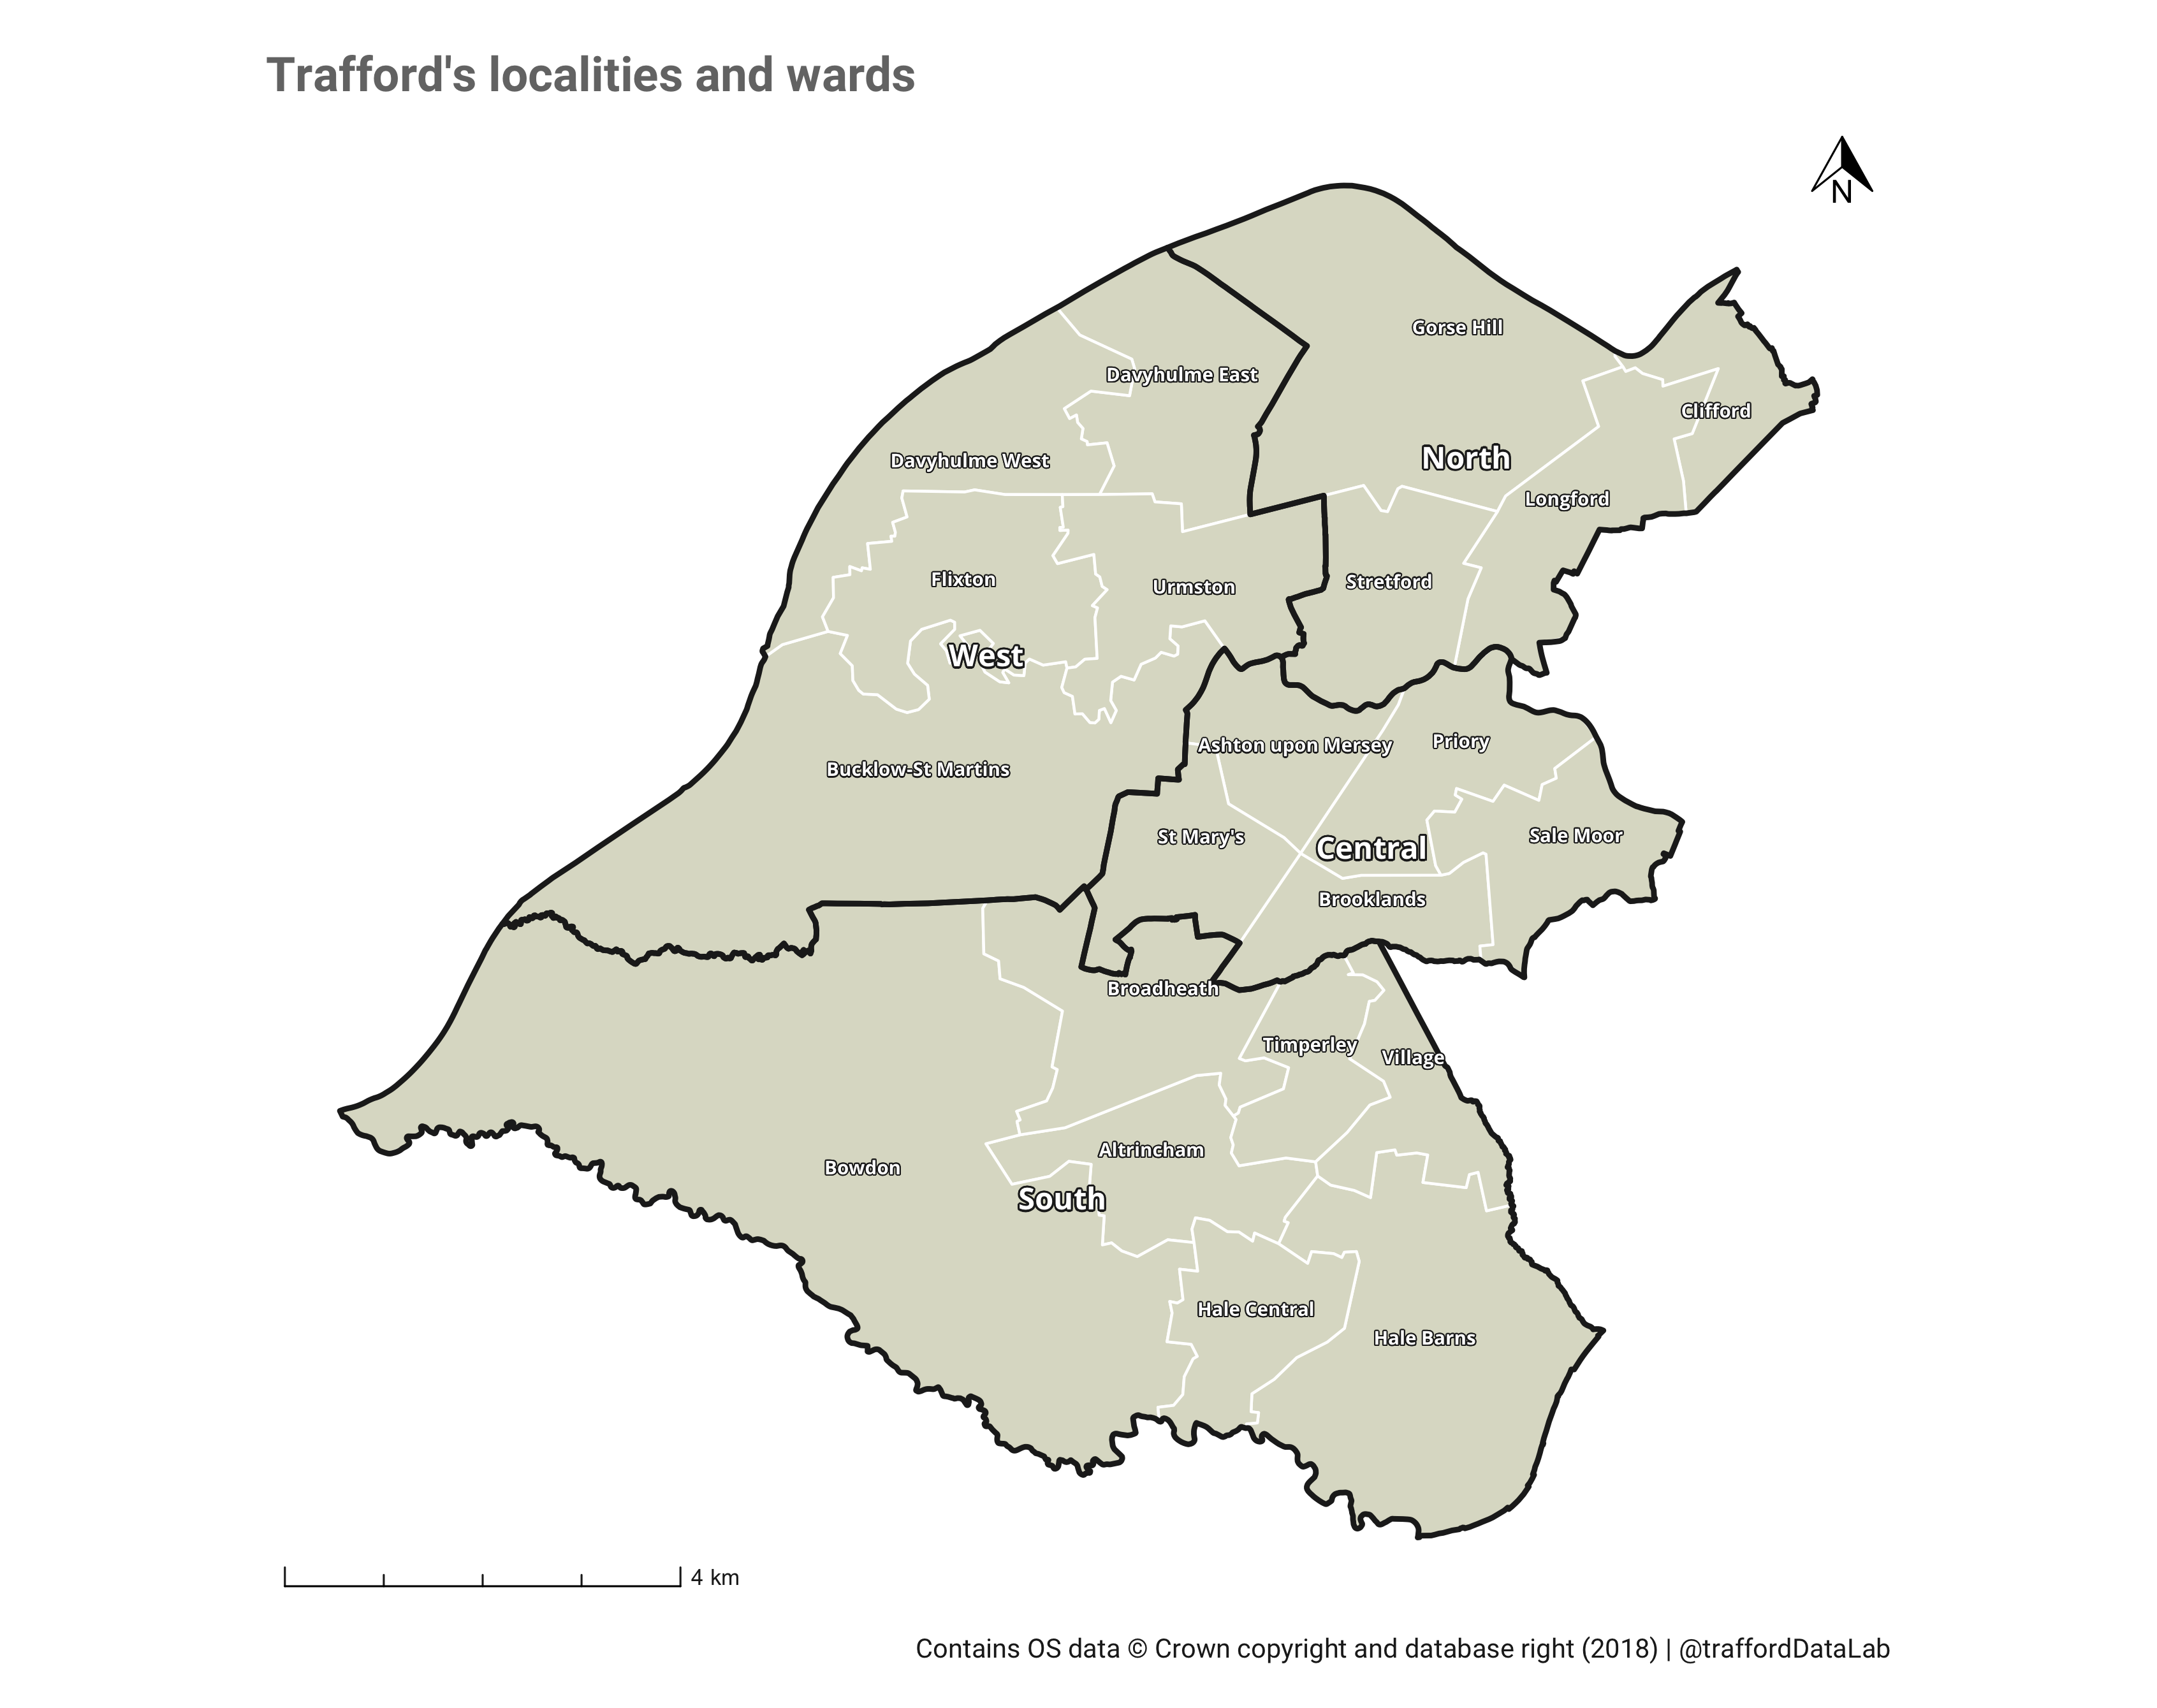 Trafford's localities and wards
N
Gorse Hill
Davyhulme East
Clifford
North
Davyhulme West
Longford
Flixton
Stretford
Urmston
West
Priory
Ashton upon Mersey
Bucklow-St Martins
Sale Moor
St Mary's
Central
Brooklands
Broadheath
Timperley
Village
Altrincham
Bowdon
South
Hale Central
Hale Barns
4 km
Contains OS data © Crown copyright and database right (2018) | @traffordDataLab